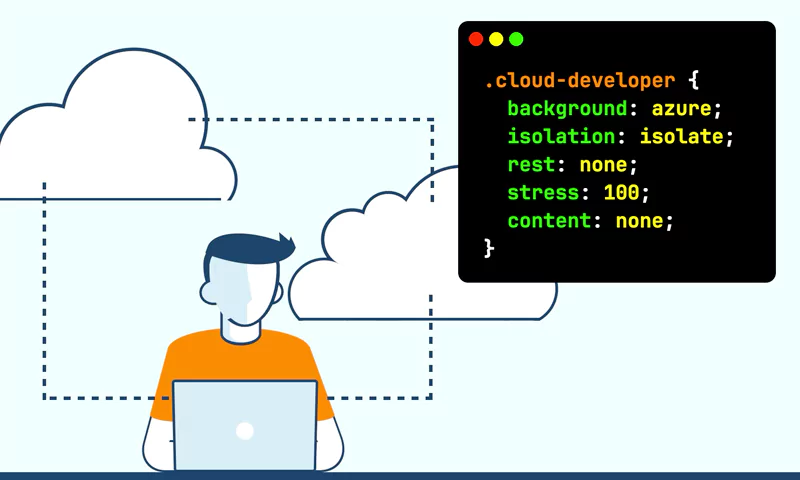 .cloud-developer {
background: azure;
isolation: isolate;
rest: none;
stress: 100;
content: none;
}